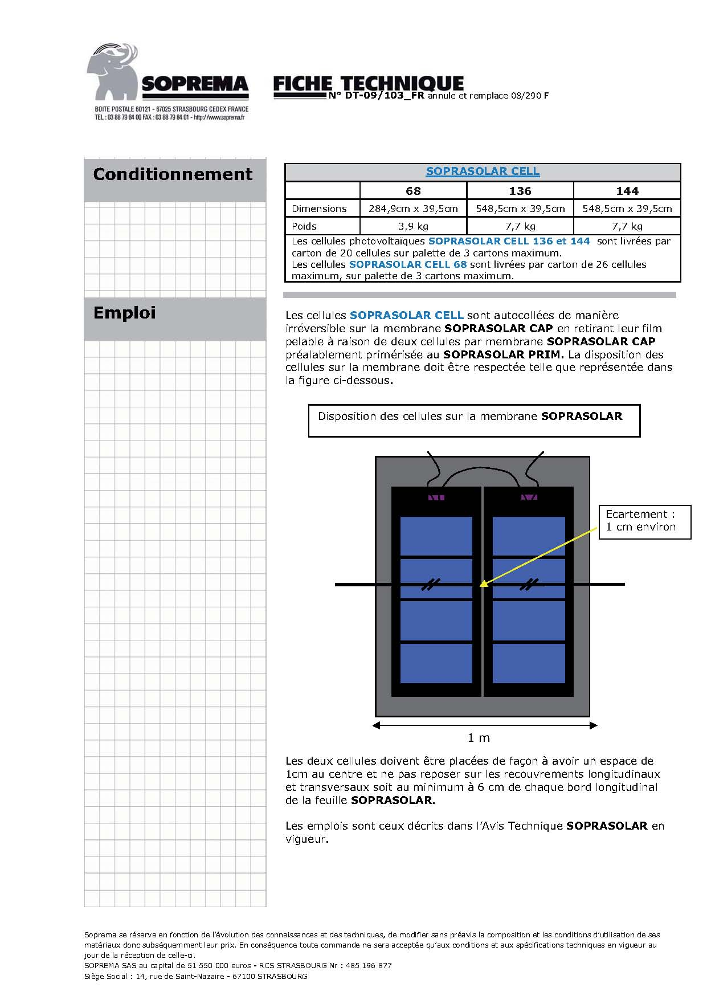 SOPREMA
BOITE POSTALE 60121 - 67025 STRASBOURG CEDEX FRANCE
TEL : 03 88 79 84 00 FAX : 03 88 79 84 01 - http://www.soprema.fr
FICHE TECHNIQUE
N° DT-09/103_FR annule et remplace 08/290 F
Conditionnement
SOPRASOLAR CELL
68 136 144
Dimensions 284,9cm x 39,5cm 548,5cm x 39,5cm 548,5cm x 39,5cm
Poids 3,9 kg 7,7 kg 7,7 kg
Les cellules photovoltaïques SOPRASOLAR CELL 136 et 144 sont livrées par
carton de 20 cellules sur palette de 3 cartons maximum.
Les cellules SOPRASOLAR CELL 68 sont livrées par carton de 26 cellules
maximum, sur palette de 3 cartons maximum.
Emploi
Les cellules SOPRASOLAR CELL sont autocollées de manière
irréversible sur la membrane SOPRASOLAR CAP en retirant leur film
pelable à raison de deux cellules par membrane SOPRASOLAR CAP
préalablement primérisée au SOPRASOLAR PRIM. La disposition des
cellules sur la membrane doit être respectée telle que représentée dans
la figure ci-dessous.
Disposition des cellules sur la membrane SOPRASOLAR
Ecartement :
1 cm environ
1 m
Les deux cellules doivent être placées de façon à avoir un espace de
1cm au centre et ne pas reposer sur les recouvrements longitudinaux
et transversaux soit au minimum à 6 cm de chaque bord longitudinal
de la feuille SOPRASOLAR.
Les emplois sont ceux décrits dans l'Avis Technique SOPRASOLAR en
vigueur.
Soprema se réserve en fonction de l'évolution des connaissances et des techniques, de modifier sans préavis la composition et les conditions d'utilisation de ses
matériaux donc subséquemment leur prix. En conséquence toute commande ne sera acceptée qu'aux conditions et aux spécifications techniques en vigueur au
jour de la réception de celle-ci.
SOPREMA SAS au capital de 51 550 000 euros - RCS STRASBOURG Nr : 485 196 877
Siège Social : 14, rue de Saint-Nazaire - 67100 STRASBOURG